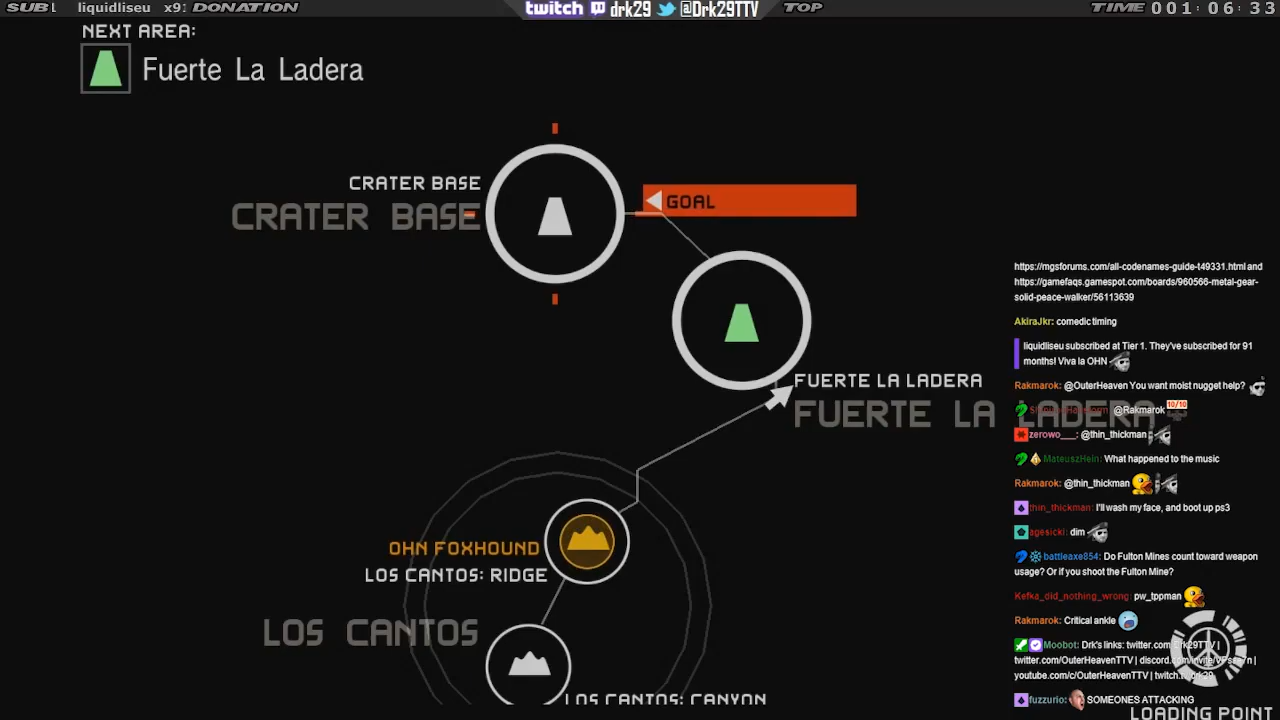 SUB! liquidliseu x91 DONATION
twitch drk29 @Drk29TTV
TOP
TIME 001:06:33
NEXT AREA:
Fuerte La Ladera
CRATER BASE
CRATER BASE
GOAL
FUERTE LA LADERA
FUERTE LA LADERA
OHN FOXHOUND
LOS CANTOS: RIDGE
LOS CANTOS
LOS CANTOS: CANYON
https://mgsforums.com/all-codenames-guide-t49331.html and
https://gamefaqs.gamespot.com/boards/960566-metal-gear-
solid-peace-walker/56113639
AkiraJkr: comedic timing
liquidliseu subscribed at Tier 1. They've subscribed for 91
months! Viva la OHN
Rakmarok: @OuterHeaven You want moist nugget help?
@Rakmarok 10/10
zerowo___: @thin_thickman
MateuszHein: What happened to the music
Rakmarok: @thin_thickman
thin_thickman: I'll wash my face, and boot up ps3
agesicki: dim
battleaxe854: Do Fulton Mines count toward weapon
usage? Or if you shoot the Fulton Mine?
Kefka_did_nothing_wrong: pw_tppman
Rakmarok: Critical ankle
Moobot: Drk's links: twitter.com/Drk29TTV |
twitter.com/OuterHeavenTTV |
youtube.com/c/OuterHeavenTTV |
fuzzurio: SOMEONES ATTACKING
LOADING POINT